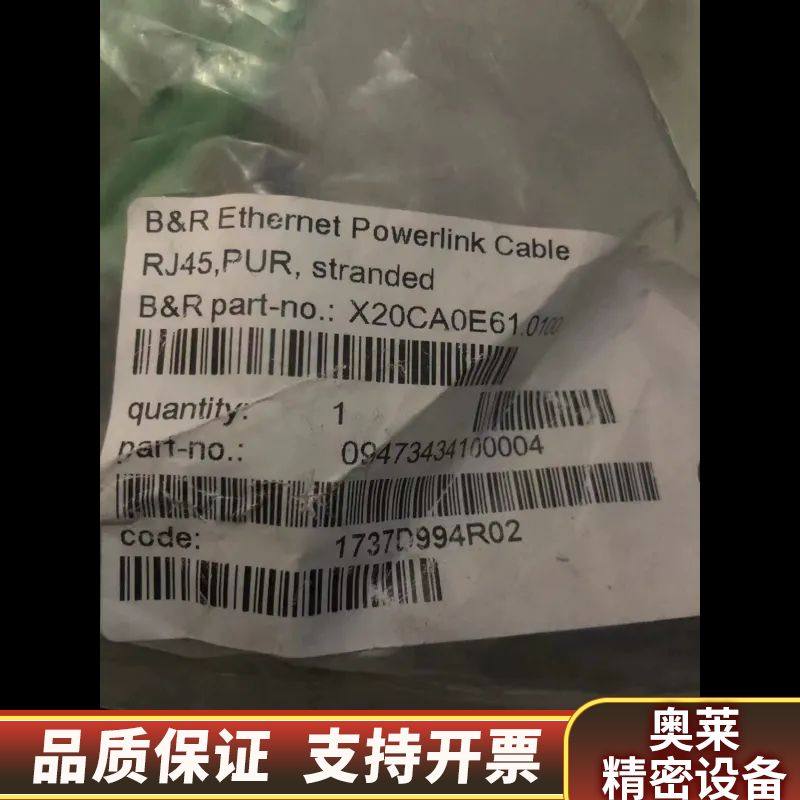 B&R Ethernet Powerlink Cable
RJ45,PUR, stranded
B&R part-no.: X20CA0E61.0100
quantity: 1
part-no.: 09473434100004
code: 1737D994R02
品质保证 支持开票
奥莱
精密设备